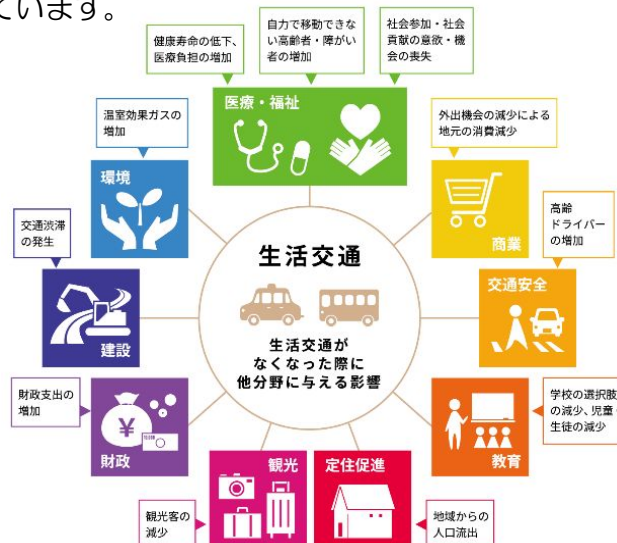 ています。
健康寿命の低下、
医療負担の増加
自力で移動できな
い高齢者・障がい
者の増加
社会参加・社会
貢献の意欲・機
会の喪失
医療・福祉
温室効果ガスの
増加
環境
外出機会の減少による
地元の消費減少
商業
交通渋滞
の発生
建設
高齢
ドライバー
の増加
交通安全
生活交通
生活交通が
なくなった際に
他分野に与える影響
財政支出の
増加
¥
財政
学校の選択肢
の減少、児童・
生徒の減少
教育
観光
観光客の
減少
定住促進
地域からの
人口流出